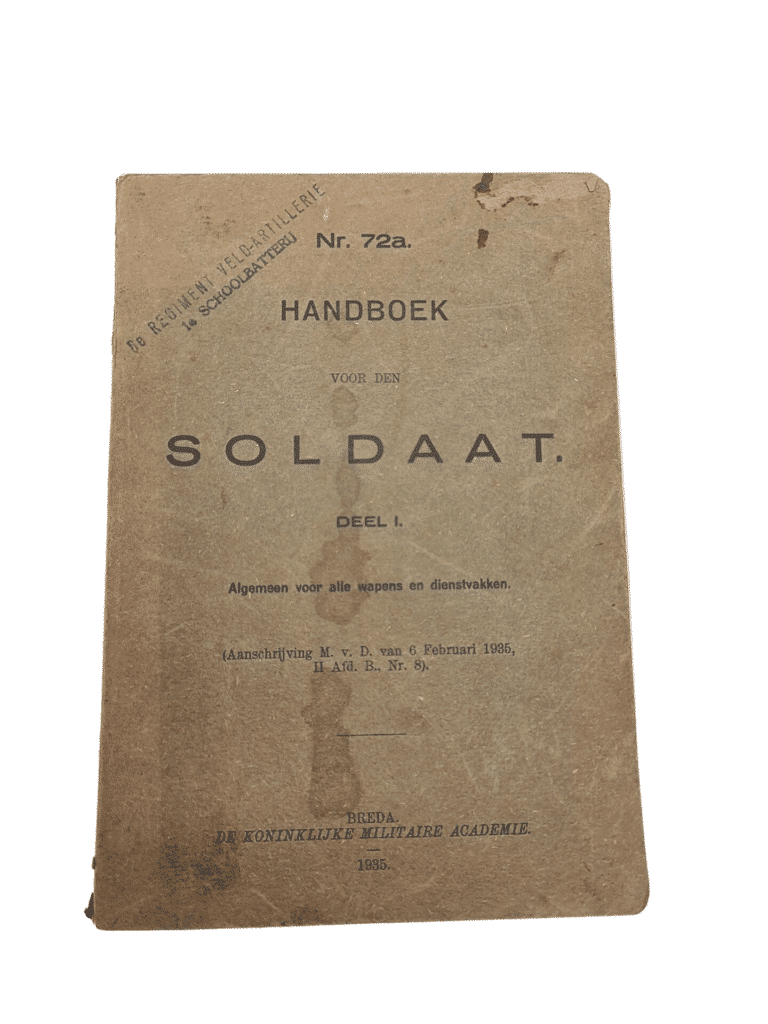 De REGIMENT VELD-ARTILLERIE
1e SCHOOLBATTERIJ
Nr. 72a.
HANDBOEK
VOOR DEN
SOLDAAT.
DEEL I.
Algemeen voor alle wapens en dienstvakken.
(Aanschrijving M. v. D. van 6 Februari 1935,
II Afd. B., Nr. 8).
BREDA.
DE KONINKLIJKE MILITAIRE ACADEMIE.
1935.